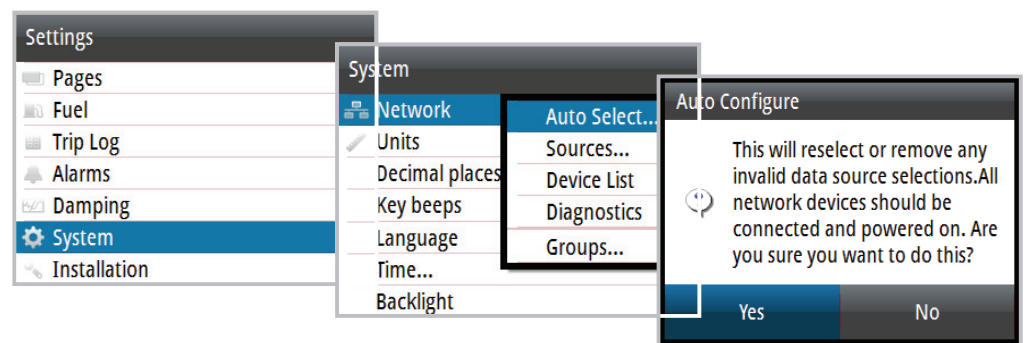 Settings
Pages
Fuel
Trip Log
Alarms
Damping
System
Installation
System
Network
Units
Decimal places
Key beeps
Language
Time...
Backlight
Auto Select...
Sources...
Device List
Diagnostics
Groups...
Auto Configure
This will reselect or remove any
invalid data source selections.All
network devices should be
connected and powered on. Are
you sure you want to do this?
Yes
No